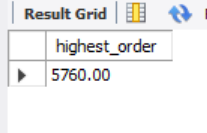 Result Grid
highest_order
5760.00